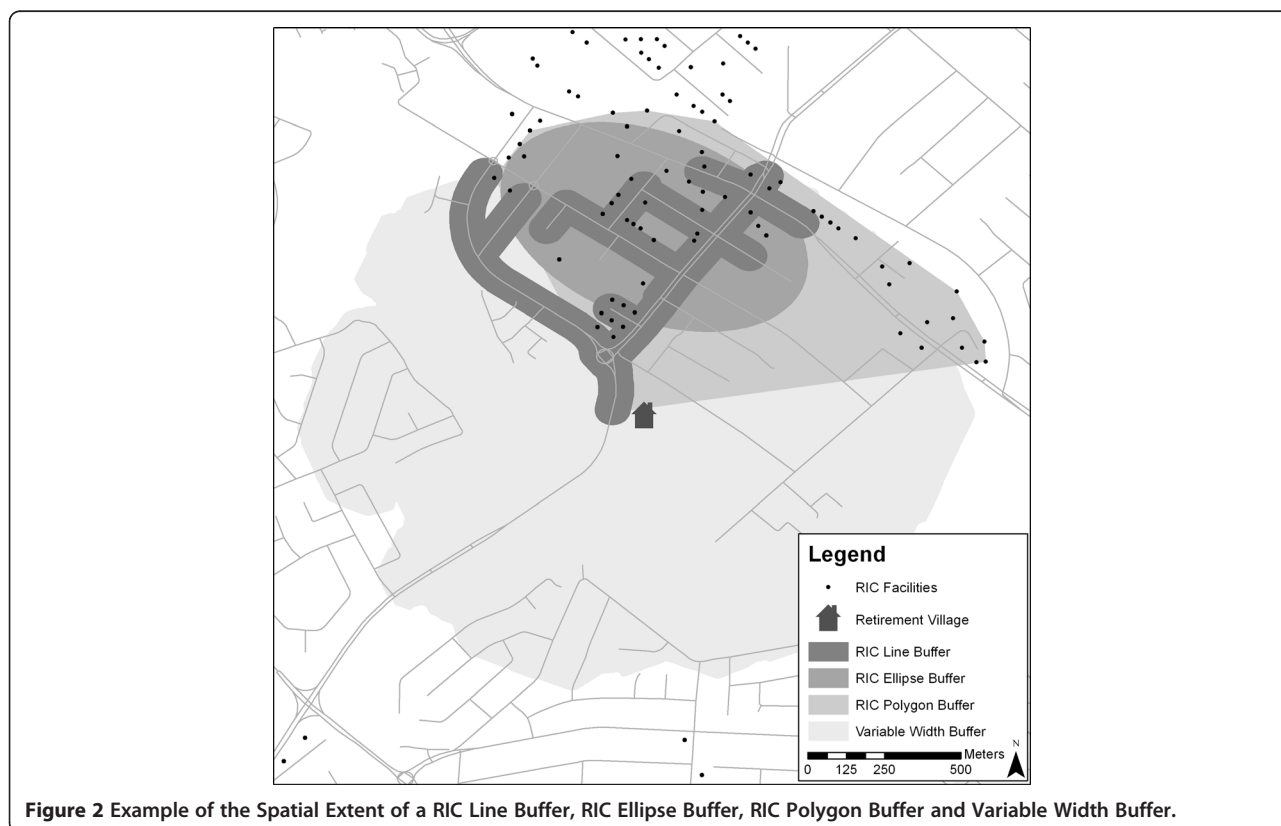 Legend
RIC Facilities
Retirement Village
RIC Line Buffer
RIC Ellipse Buffer
RIC Polygon Buffer
Variable Width Buffer
Meters
0 125 250 500
N
Figure 2 Example of the Spatial Extent of a RIC Line Buffer, RIC Ellipse Buffer, RIC Polygon Buffer and Variable Width Buffer.